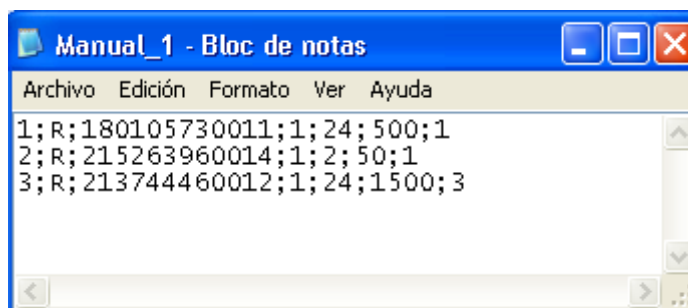 Manual_1 - Bloc de notas
Archivo Edición Formato Ver Ayuda
1;R;180105730011;1;24;500;1
2;R;215263960014;1;2;50;1
3;R;213744460012;1;24;1500;3